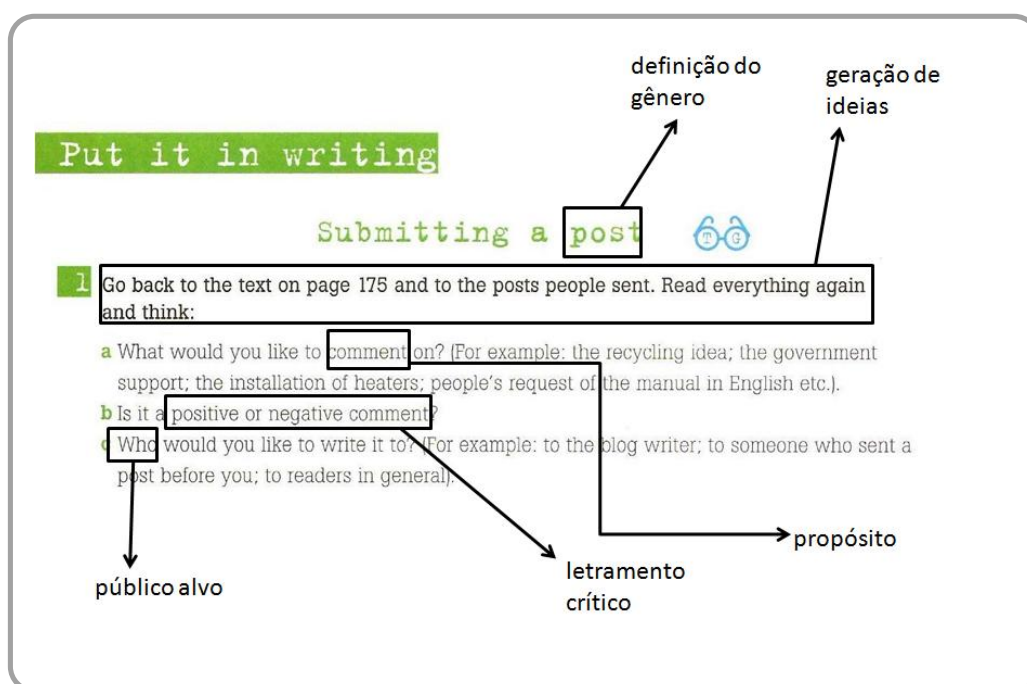 definição do
gênero
geração de
ideias
Put it in writing
Submitting a post
T G
1 Go back to the text on page 175 and to the posts people sent. Read everything again
and think:
a What would you like to comment on? (For example: the recycling idea; the government
support; the installation of heaters; people's request of the manual in English etc.).
b Is it a positive or negative comment?
c Who would you like to write it to? (For example: to the blog writer; to someone who sent a
post before you; to readers in general).
propósito
letramento
crítico
público alvo